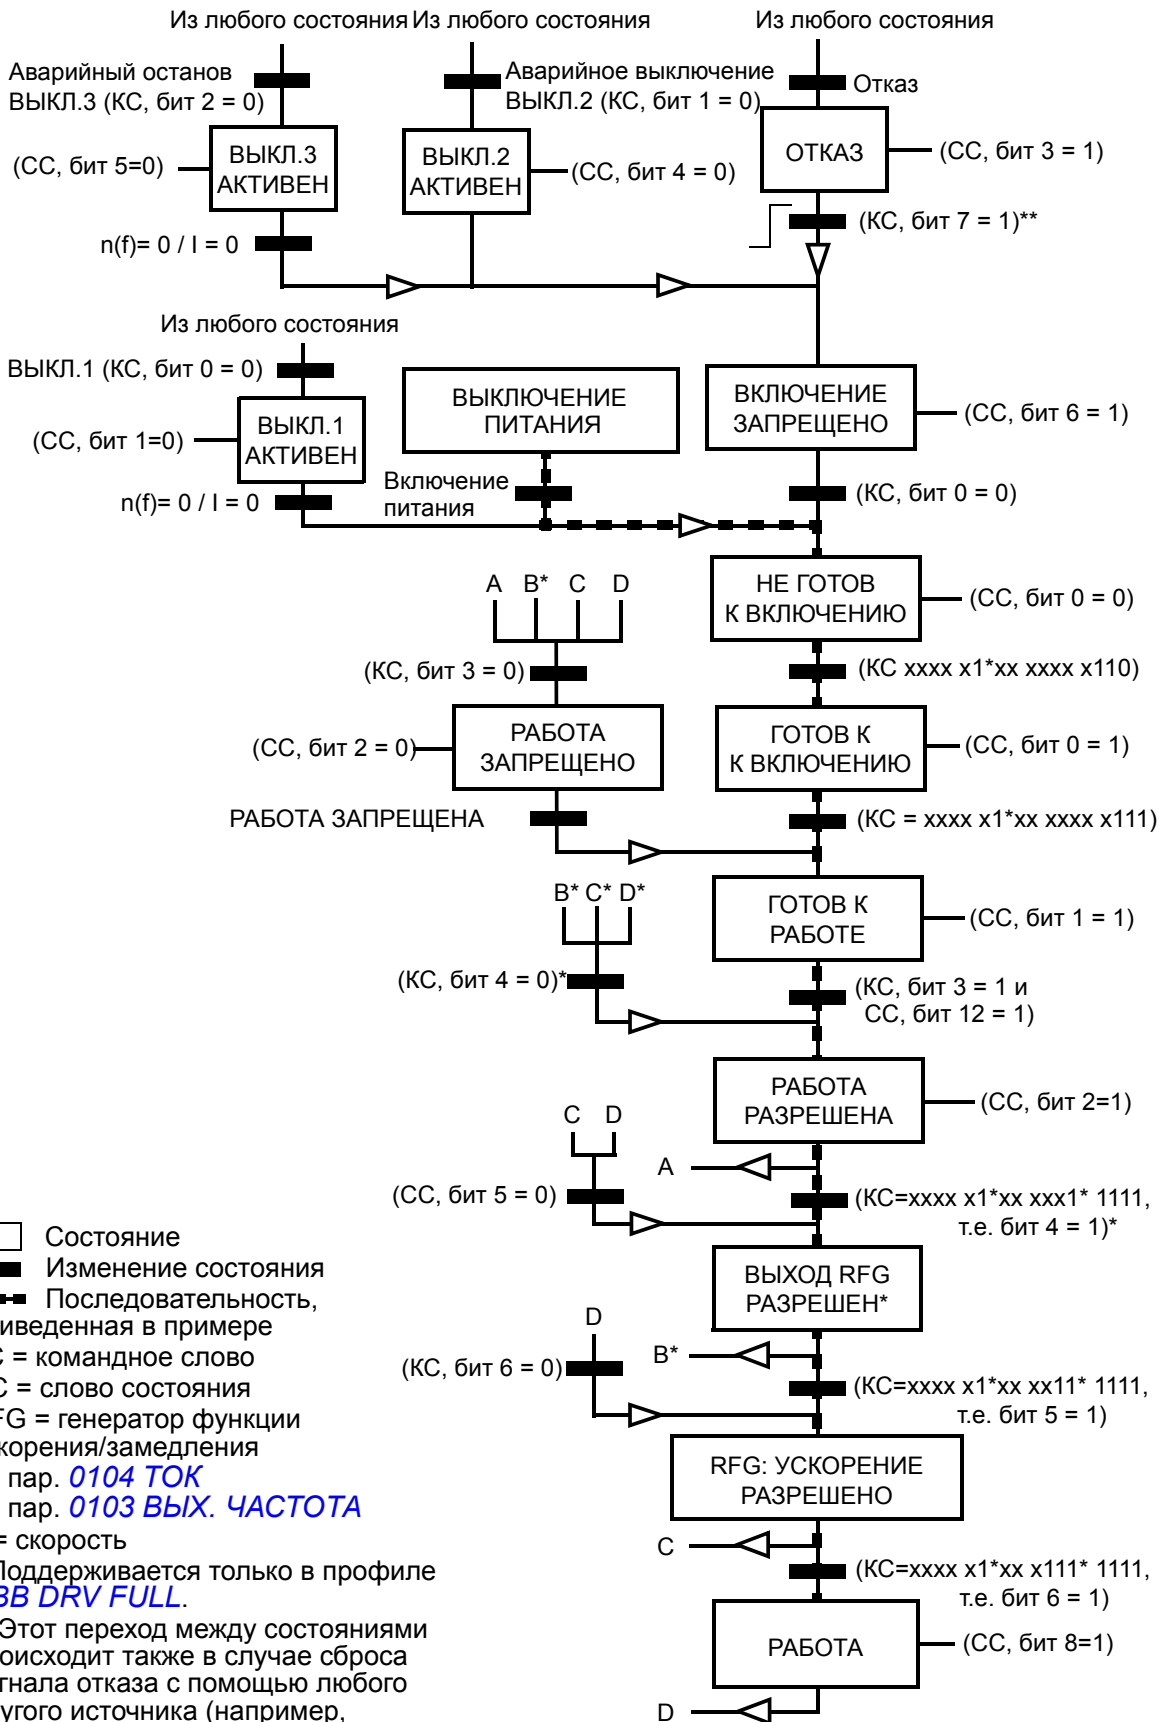 Из любого состояния Из любого состояния Из любого состояния
Аварийный останов
ВЫКЛ.3 (КС, бит 2 = 0)
Аварийное выключение
ВЫКЛ.2 (КС, бит 1 = 0)
Отказ
(СС, бит 5=0)
ВЫКЛ.3
АКТИВЕН
ВЫКЛ.2
АКТИВЕН
(СС, бит 4 = 0)
ОТКАЗ
(СС, бит 3 = 1)
n(f)= 0 / I = 0
(КС, бит 7 = 1)**
Из любого состояния
ВЫКЛ.1 (КС, бит 0 = 0)
(СС, бит 1=0)
ВЫКЛ.1
АКТИВЕН
n(f)= 0 / I = 0
ВЫКЛЮЧЕНИЕ
ПИТАНИЯ
Включение
питания
ВКЛЮЧЕНИЕ
ЗАПРЕЩЕНО
(СС, бит 6 = 1)
(КС, бит 0 = 0)
A B* C D
НЕ ГОТОВ
К ВКЛЮЧЕНИЮ
(СС, бит 0 = 0)
(КС, бит 3 = 0)
(КС xxxx x1*xx xxxx x110)
(СС, бит 2 = 0)
РАБОТА
ЗАПРЕЩЕНО
ГОТОВ К
К ВКЛЮЧЕНИЮ
(СС, бит 0 = 1)
РАБОТА ЗАПРЕЩЕНА
(КС = xxxx x1*xx xxxx x111)
B* C* D*
ГОТОВ К
РАБОТЕ
(СС, бит 1 = 1)
(КС, бит 4 = 0)*
(КС, бит 3 = 1 и
СС, бит 12 = 1)
C D
РАБОТА
РАЗРЕШЕНА
(СС, бит 2=1)
A
(СС, бит 5 = 0)
(КС=xxxx x1*xx xxx1* 1111,
т.е. бит 4 = 1)*
ВЫХОД RFG
РАЗРЕШЕН*
D
B*
(КС, бит 6 = 0)
(КС=xxxx x1*xx xx11* 1111,
т.е. бит 5 = 1)
RFG: УСКОРЕНИЕ
РАЗРЕШЕНО
C
(КС=xxxx x1*xx x111* 1111,
т.е. бит 6 = 1)
РАБОТА
(СС, бит 8=1)
D
Состояние
Изменение состояния
Последовательность,
иведенная в примере
С = командное слово
С = слово состояния
FG = генератор функции
корения/замедления
пар. 0104 ТОК
пар. 0103 ВЫХ. ЧАСТОТА
= скорость
Поддерживается только в профиле
BB DRV FULL.
Этот переход между состояниями
оисходит также в случае сброса
гнала отказа с помощью любого
угого источника (например,